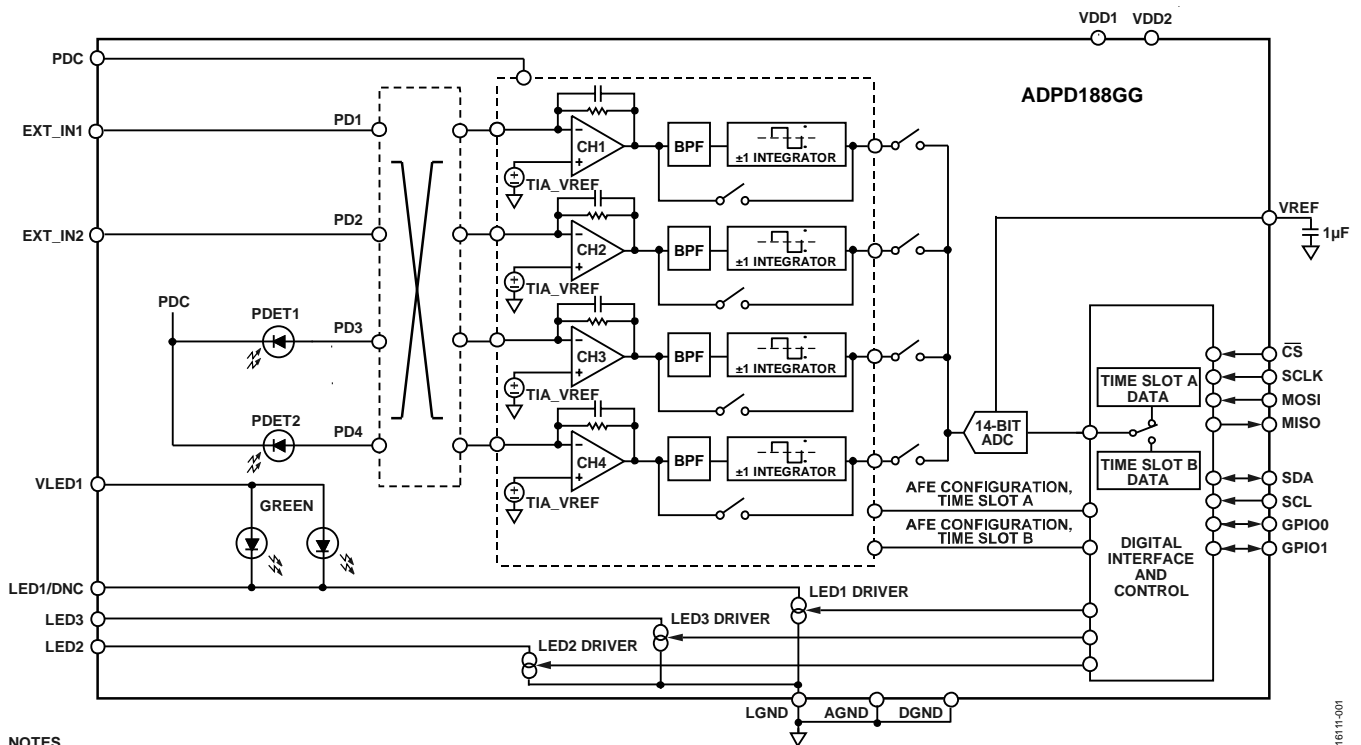 VDD1 VDD2
PDC
ADPD188GG
EXT_IN1
PD1
CH1
BPF
±1 INTEGRATOR
TIA_VREF
VREF
1µF
EXT_IN2
PD2
CH2
BPF
±1 INTEGRATOR
TIA_VREF
PDC
PDET1
PD3
CH3
BPF
±1 INTEGRATOR
TIA_VREF
PDET2
PD4
CH4
BPF
±1 INTEGRATOR
TIA_VREF
14-BIT
ADC
TIME SLOT A
DATA
TIME SLOT B
DATA
CS
SCLK
MOSI
MISO
SDA
SCL
GPIO0
GPIO1
VLED1
GREEN
AFE CONFIGURATION,
TIME SLOT A
AFE CONFIGURATION,
TIME SLOT B
DIGITAL
INTERFACE
AND
CONTROL
LED1/DNC
LED1 DRIVER
LED3
LED3 DRIVER
LED2
LED2 DRIVER
LGND AGND DGND
NOTES
16111-001